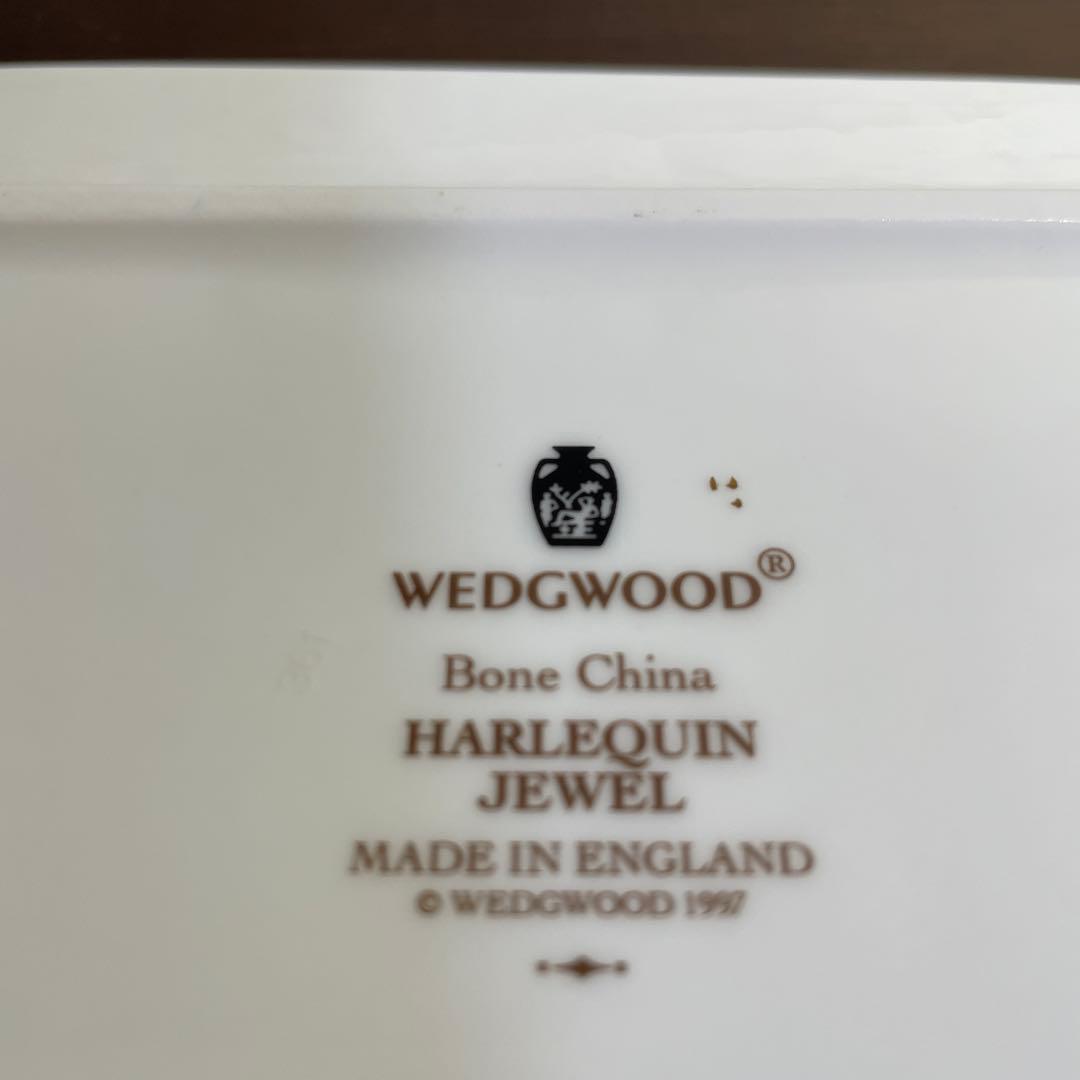 WEDGWOOD®
Bone China
HARLEQUIN
JEWEL
MADE IN ENGLAND
© WEDGWOOD 1997